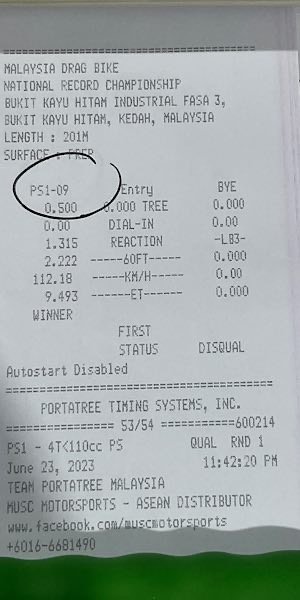 =========================================
MALAYSIA DRAG BIKE
NATIONAL RECORD CHAMPIONSHIP
BUKIT KAYU HITAM INDUSTRIAL FASA 3,
BUKIT KAYU HITAM, KEDAH, MALAYSIA
LENGTH : 201M
SURFACE : PREP
PS1-09 Entry BYE
0.500 0.000 TREE 0.000
0.00 DIAL-IN 0.00
1.315 REACTION -LB3-
2.222 -----60FT----- 0.000
112.18 -----KM/H----- 0.00
9.493 ------ET------ 0.000
WINNER
FIRST
STATUS DISQUAL
Autostart Disabled
=========================================
PORTATREE TIMING SYSTEMS, INC.
================ 53/54 ===========600214
PS1 - 4T<110cc PS QUAL RND 1
June 23, 2023 11:42:20 PM
TEAM PORTATREE MALAYSIA
MUSC MOTORSPORTS - ASEAN DISTRIBUTOR
www.facebook.com/muscmotorsports
+6016-6681490